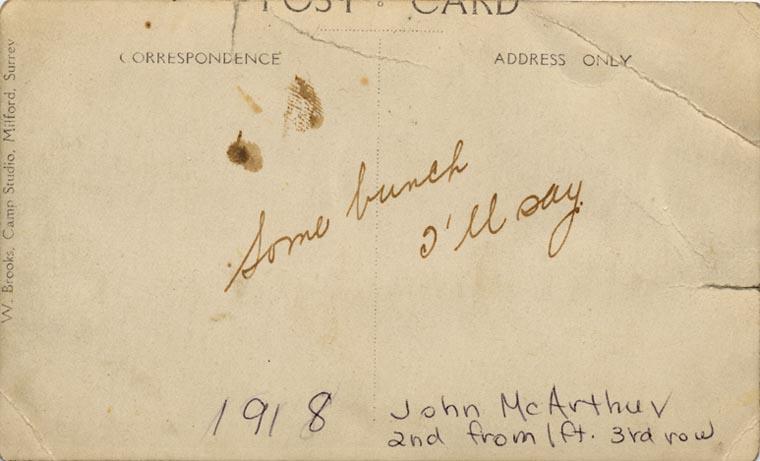 POST CARD
CORRESPONDENCE
ADDRESS ONLY
W. Brooks, Camp Studio, Milford, Surrey
Some bunch
I'll say.
1918
John McArthur
2nd from lft. 3rd row